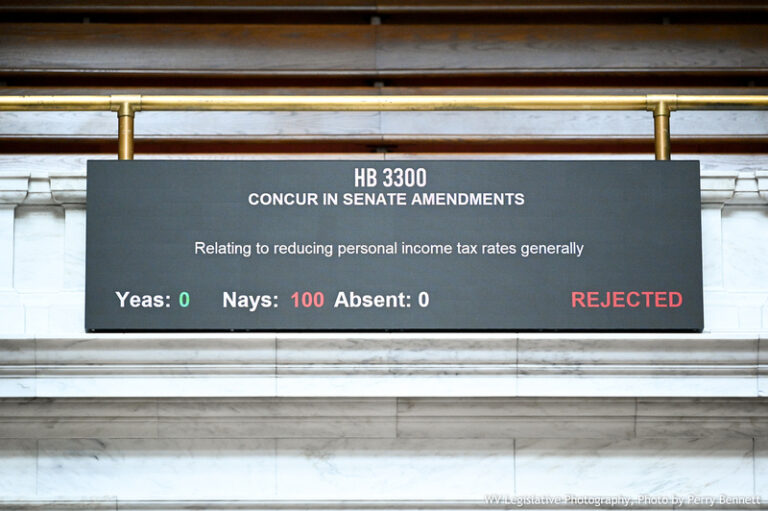 HB 3300
CONCUR IN SENATE AMENDMENTS
Relating to reducing personal income tax rates generally
Yeas: 0 Nays: 100 Absent: 0 REJECTED
WV Legislative Photography, Photo by Perry Bennett